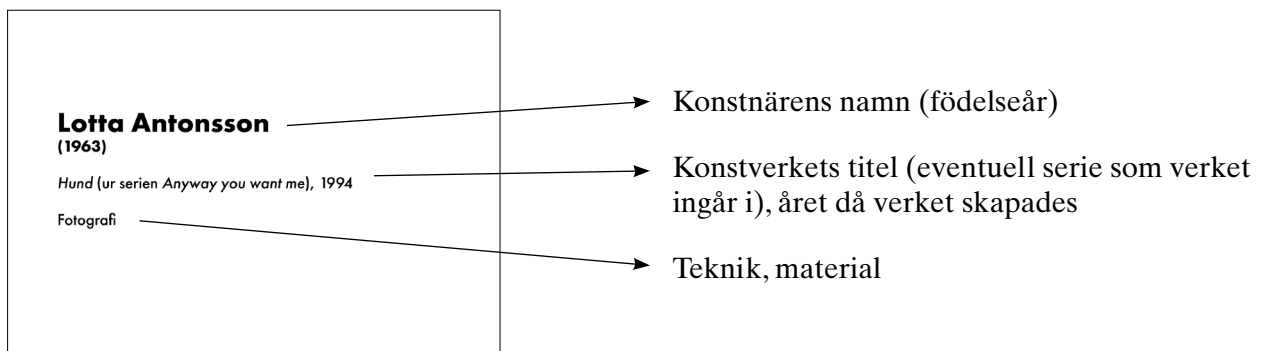 Lotta Antonsson
(1963)
Hund (ur serien Anyway you want me), 1994
Fotografi
Konstnärens namn (födelseår)
Konstverkets titel (eventuell serie som verket
ingår i), året då verket skapades
Teknik, material